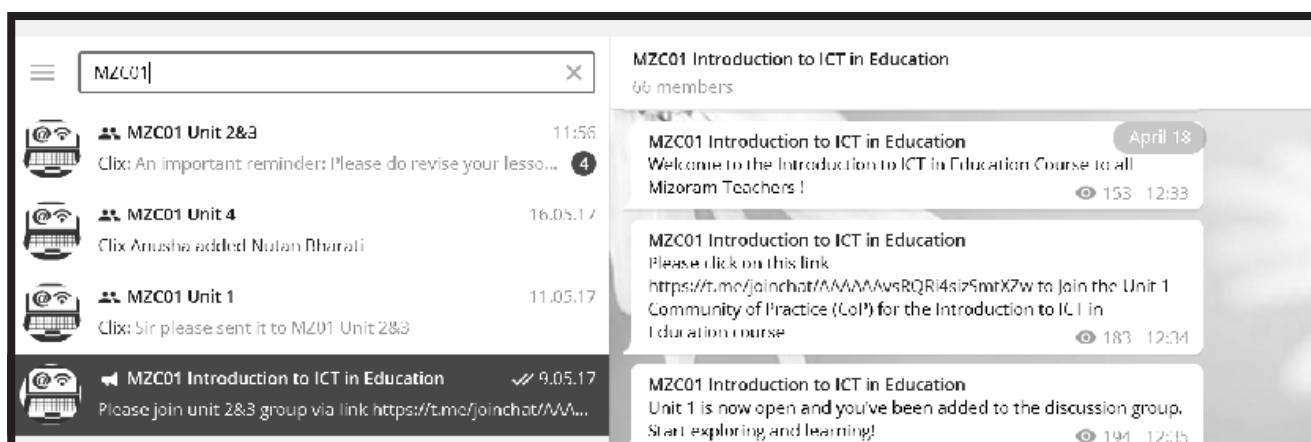 MZC01
MZC01 Unit 2&3
11:56
Clix: An important reminder: Please do revise your lesso...
4
MZC01 Unit 4
16.05.17
Clix Anusha added Nutan Bharati
MZC01 Unit 1
11.05.17
Clix: Sir please sent it to MZ01 Unit 2&3
MZC01 Introduction to ICT in Education
9.05.17
Please join unit 2&3 group via link https://t.me/joinchat/AAA...
MZC01 Introduction to ICT in Education
66 members
April 18
MZC01 Introduction to ICT in Education
Welcome to the Introduction to ICT in Education Course to all
Mizoram Teachers !
153 12:33
MZC01 Introduction to ICT in Education
Please click on this link
to Join the Unit 1
Community of Practice (CoP) for the Introduction to ICT in
Education course
183 12:34
MZC01 Introduction to ICT in Education
Unit 1 is now open and you've been added to the discussion group.
Start exploring and learning!
194 12:35